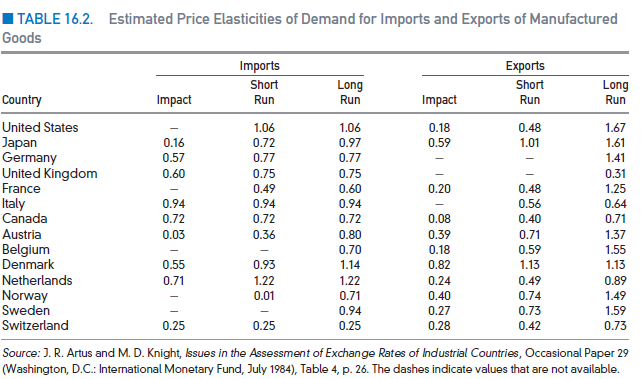 ■ TABLE 16.2. Estimated Price Elasticities of Demand for Imports and Exports of Manufactured
Goods
Imports Exports
Short Long Short Long
Country Impact Run Run Impact Run Run
United States – 1.06 1.06 0.18 0.48 1.67
Japan 0.16 0.72 0.97 0.59 1.01 1.61
Germany 0.57 0.77 0.77 – – 1.41
United Kingdom 0.60 0.75 0.75 – – 0.31
France – 0.49 0.60 0.20 0.48 1.25
Italy 0.94 0.94 0.94 – 0.56 0.64
Canada 0.72 0.72 0.72 0.08 0.40 0.71
Austria 0.03 0.36 0.80 0.39 0.71 1.37
Belgium – – 0.70 0.18 0.59 1.55
Denmark 0.55 0.93 1.14 0.82 1.13 1.13
Netherlands 0.71 1.22 1.22 0.24 0.49 0.89
Norway – 0.01 0.71 0.40 0.74 1.49
Sweden – – 0.94 0.27 0.73 1.59
Switzerland 0.25 0.25 0.25 0.28 0.42 0.73
Source: J. R. Artus and M. D. Knight, Issues in the Assessment of Exchange Rates of Industrial Countries, Occasional Paper 29
(Washington, D.C.: International Monetary Fund, July 1984), Table 4, p. 26. The dashes indicate values that are not available.